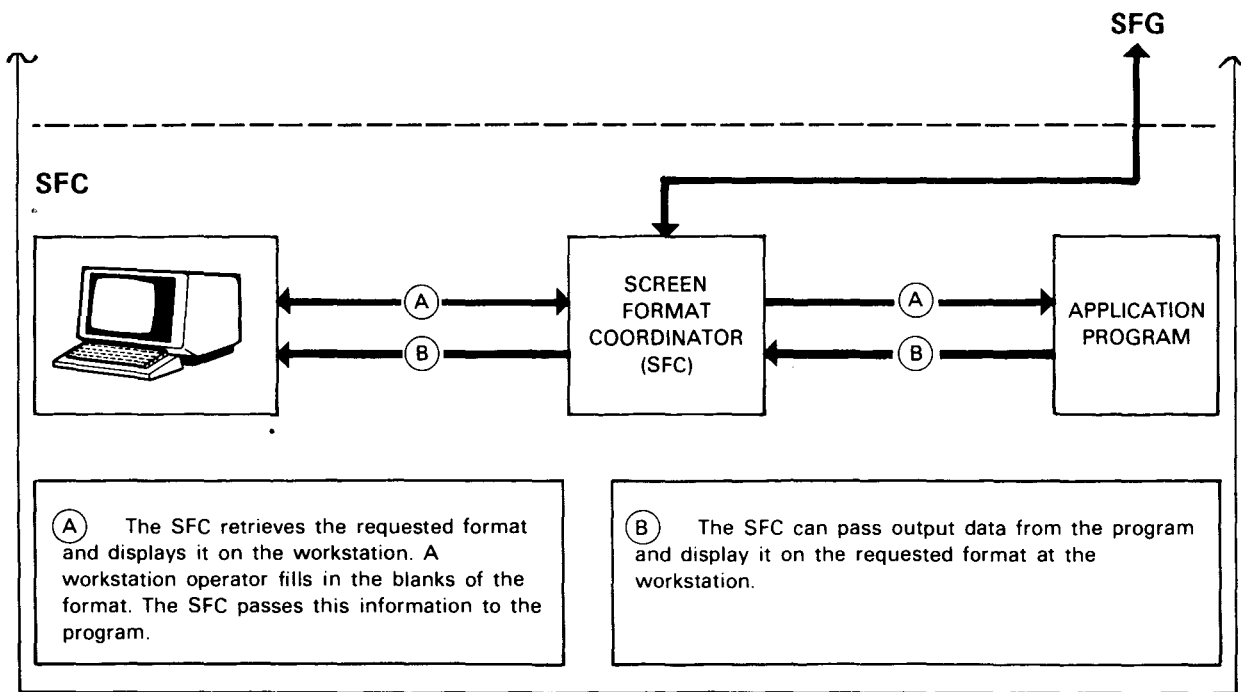 SFG
SFC
A
B
SCREEN
FORMAT
COORDINATOR
(SFC)
A
B
APPLICATION
PROGRAM
A The SFC retrieves the requested format
and displays it on the workstation. A
workstation operator fills in the blanks of the
format. The SFC passes this information to the
program.
B The SFC can pass output data from the program
and display it on the requested format at the
workstation.